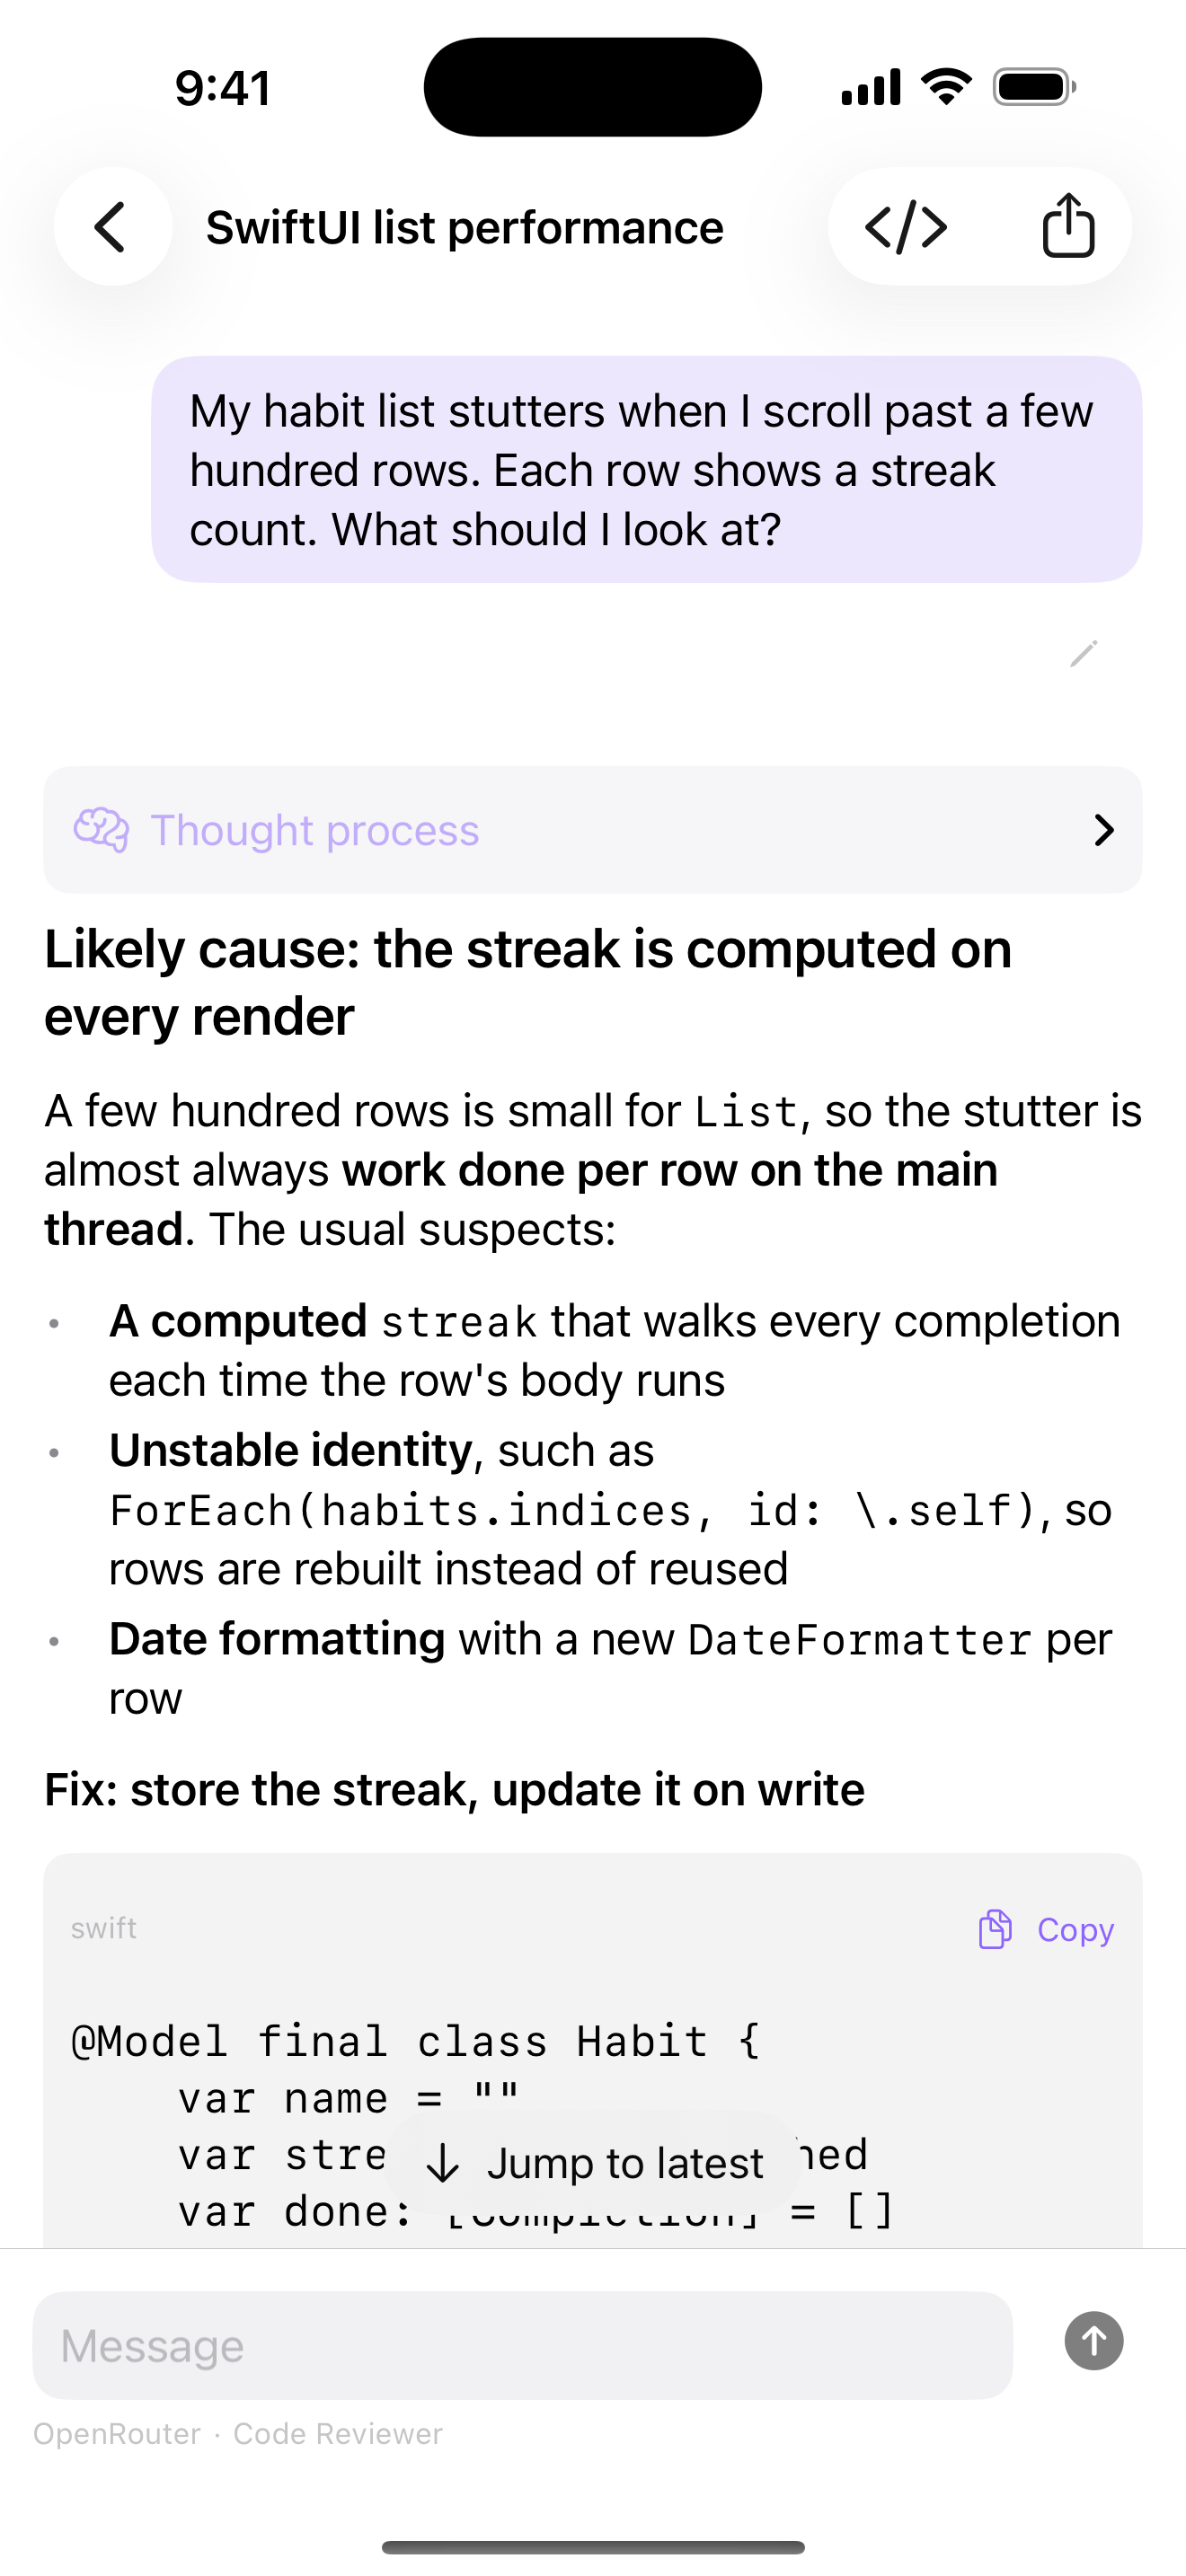 9:41
SwiftUI list performance
</>
My habit list stutters when I scroll past a few
hundred rows. Each row shows a streak
count. What should I look at?
Thought process
Likely cause: the streak is computed on
every render
A few hundred rows is small for List, so the stutter is
almost always work done per row on the main
thread. The usual suspects:
• A computed streak that walks every completion
each time the row's body runs
• Unstable identity, such as
ForEach(habits.indices, id: \.self), so
rows are rebuilt instead of reused
• Date formatting with a new DateFormatter per
row
Fix: store the streak, update it on write
swift
Copy
@Model final class Habit {
var name = ""
var
Jump to latest
var done: = []
Message
OpenRouter · Code Reviewer